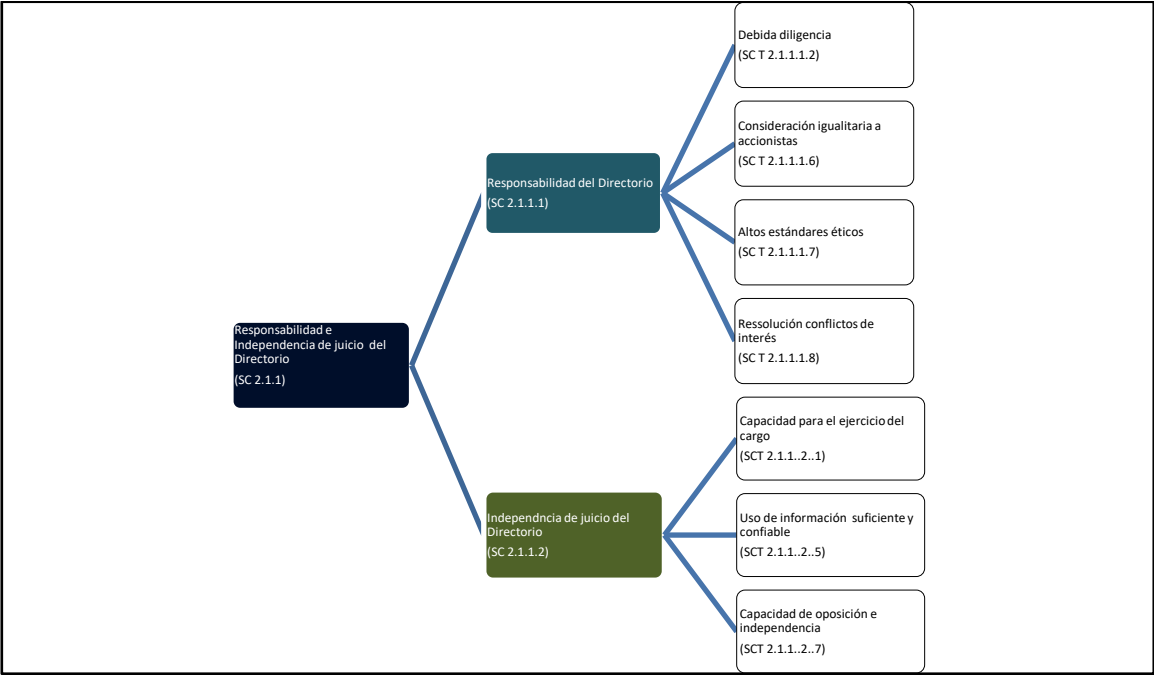 Debida diligencia
(SC T 2.1.1.1.2)
Consideración igualitaria a
accionistas
(SC T 2.1.1.1.6)
Responsabilidad del Directorio
(SC 2.1.1.1)
Altos estándares éticos
(SC T 2.1.1.1.7)
Ressolución conflictos de
interés
(SC T 2.1.1.1.8)
Responsabilidad e
Independencia de juicio del
Directorio
(SC 2.1.1)
Capacidad para el ejercicio del
cargo
(SCT 2.1.1..2..1)
Independncia de juicio del
Directorio
(SC 2.1.1.2)
Uso de información suficiente y
confiable
(SCT 2.1.1..2..5)
Capacidad de oposición e
independencia
(SCT 2.1.1..2..7)